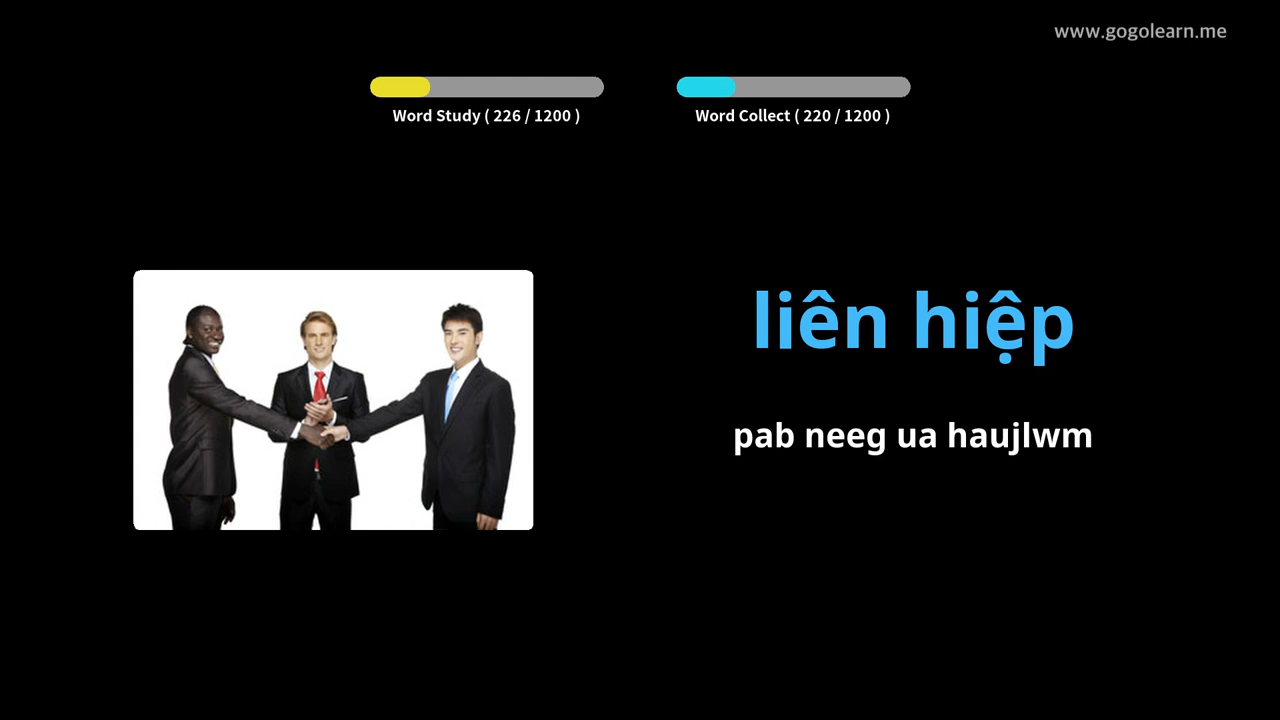 www.gogolearn.me
Word Study ( 226 / 1200 )
Word Collect ( 220 / 1200 )
liên hiệp
pab neeg ua haujlwm